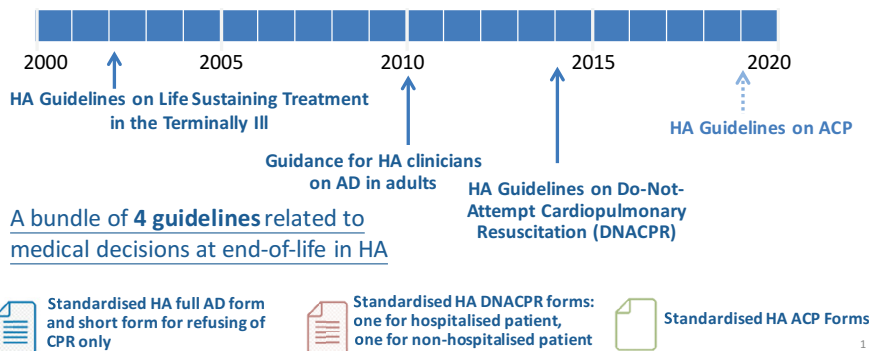 2000 2005 2010 2015 2020
HA Guidelines on Life Sustaining Treatment
in the Terminally Ill
HA Guidelines on ACP
Guidance for HA clinicians
on AD in adults
HA Guidelines on Do-Not-
Attempt Cardiopulmonary
Resuscitation (DNACPR)
A bundle of 4 guidelines related to
medical decisions at end-of-life in HA
Standardised HA full AD form
and short form for refusing of
CPR only
Standardised HA DNACPR forms:
one for hospitalised patient,
one for non-hospitalised patient
Standardised HA ACP Forms
1